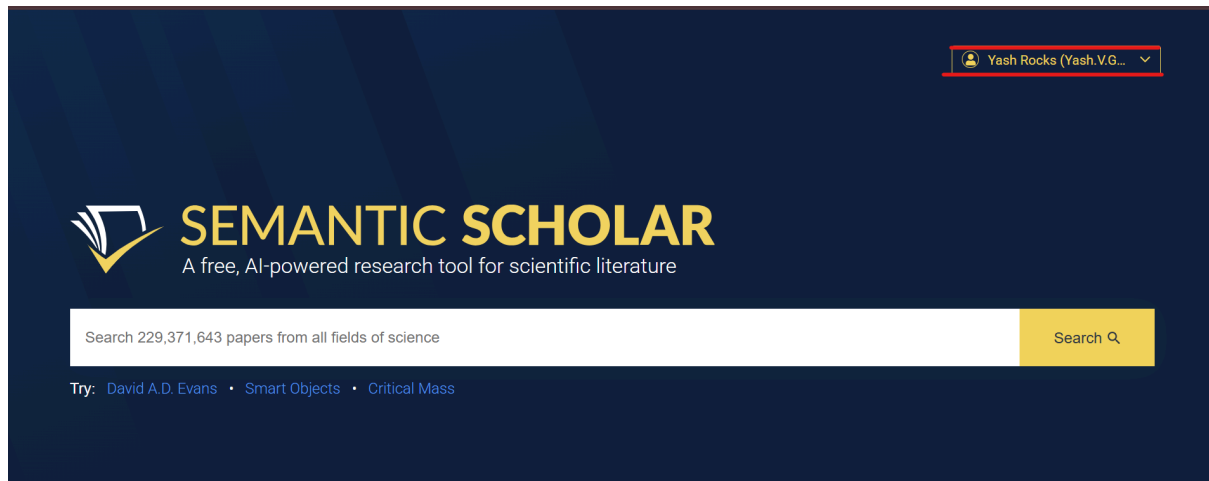 Yash Rocks (Yash.V.G...
SEMANTIC SCHOLAR
A free, AI-powered research tool for scientific literature
Search 229,371,643 papers from all fields of science
Search
Try: David A.D. Evans • Smart Objects • Critical Mass